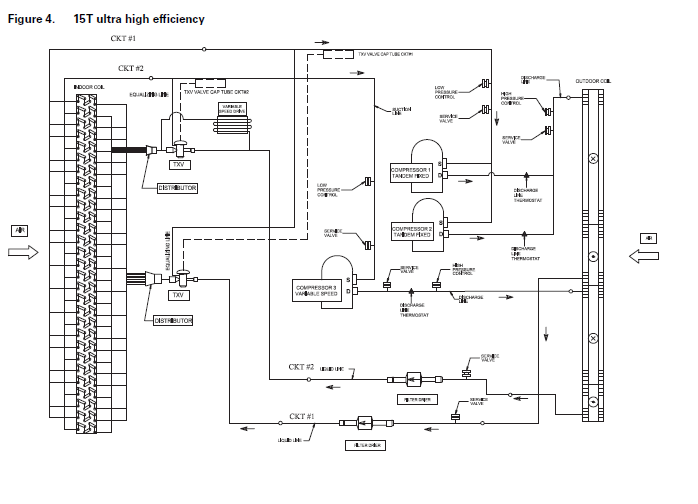 Figure 4. 15T ultra high efficiency
CKT #1
CKT #2
INDOOR COIL
EQUALIZING LINE
TXV VALVE CAP TUBE CKT#2
TXV VALVE CAP TUBE CKT#1
VARIABLE
SPEED DRIVE
SUCTION
LINE
LOW
PRESSURE
CONTROL
SERVICE
VALVE
DISCHARGE
LINE
HIGH
PRESSURE
CONTROL
SERVICE
VALVE
OUTDOOR COIL
TXV
DISTRIBUTOR
COMPRESSOR 1
TANDEM FIXED
S
D
DISCHARGE
LINE
THERMOSTAT
LOW
PRESSURE
CONTROL
SERVICE
VALVE
COMPRESSOR 2
TANDEM FIXED
S
D
DISCHARGE
LINE
THERMOSTAT
AIR
AIR
EQUALIZING LINE
TXV
DISTRIBUTOR
COMPRESSOR 3
VARIABLE SPEED
S
D
SERVICE
VALVE
HIGH
PRESSURE
CONTROL
DISCHARGE
LINE
THERMOSTAT
DISCHARGE
LINE
CKT #2
LIQUID LINE
SERVICE
VALVE
FILTER DRIER
CKT #1
SERVICE
VALVE
LIQUID LINE
FILTER DRIER